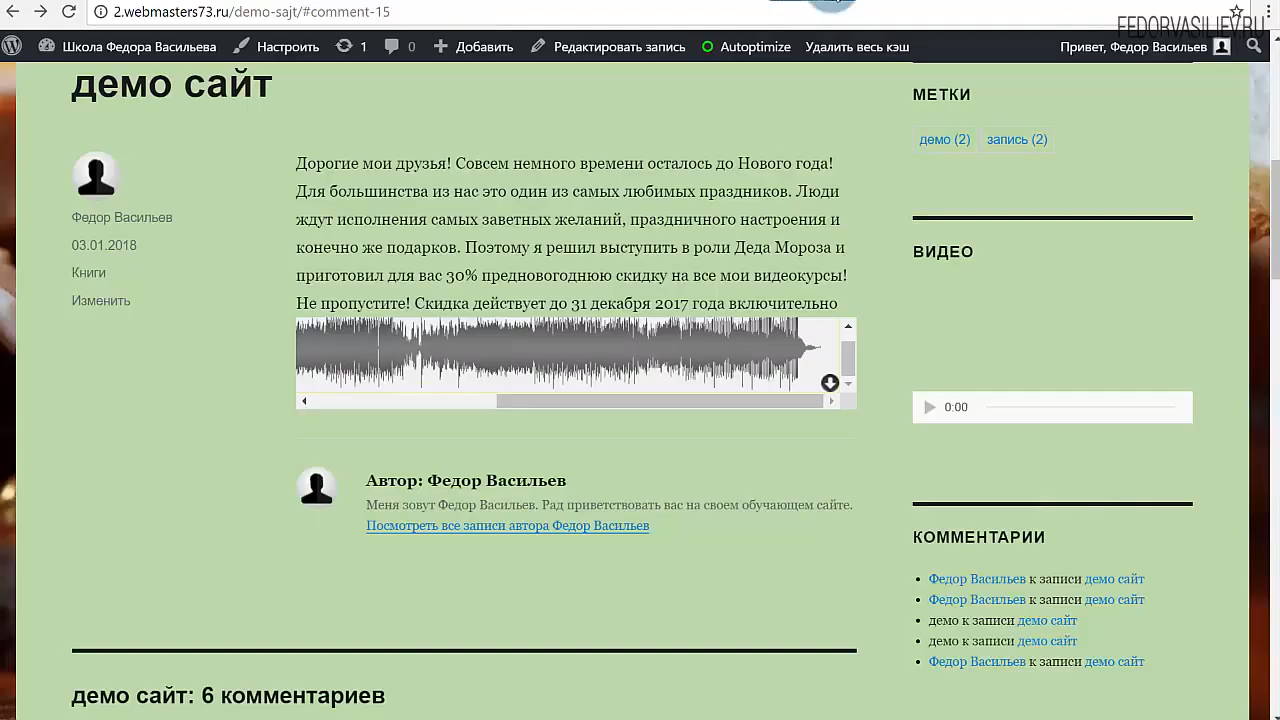 2.webmasters73.ru/demo-sajt/#comment-15
FEDORVASILIEV.RU
Школа Федора Васильева Настроить 1 0 Добавить Редактировать запись Autoptimize Удалить весь кэш Привет, Федор Васильев
демо сайт
Федор Васильев
03.01.2018
Книги
Изменить
Дорогие мои друзья! Совсем немного времени осталось до Нового года!
Для большинства из нас это один из самых любимых праздников. Люди
ждут исполнения самых заветных желаний, праздничного настроения и
конечно же подарков. Поэтому я решил выступить в роли Деда Мороза и
приготовил для вас 30% предновогоднюю скидку на все мои видеокурсы!
Не пропустите! Скидка действует до 31 декабря 2017 года включительно
Автор: Федор Васильев
Меня зовут Федор Васильев. Рад приветствовать вас на своем обучающем сайте.
Посмотреть все записи автора Федор Васильев
демо сайт: 6 комментариев
МЕТКИ
демо (2) запись (2)
ВИДЕО
0:00
КОММЕНТАРИИ
Федор Васильев к записи демо сайт
Федор Васильев к записи демо сайт
демо к записи демо сайт
демо к записи демо сайт
Федор Васильев к записи демо сайт